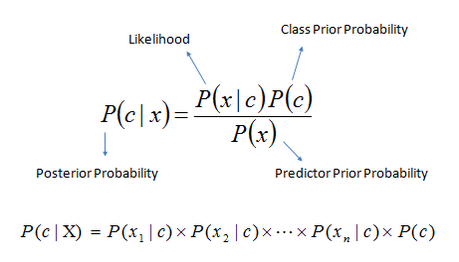 Likelihood
Class Prior Probability
P(c | x) = P(x | c)P(c) / P(x)
Posterior Probability
Predictor Prior Probability
P(c | X) = P(x₁ | c) × P(x₂ | c) × ⋯ × P(xₙ | c) × P(c)